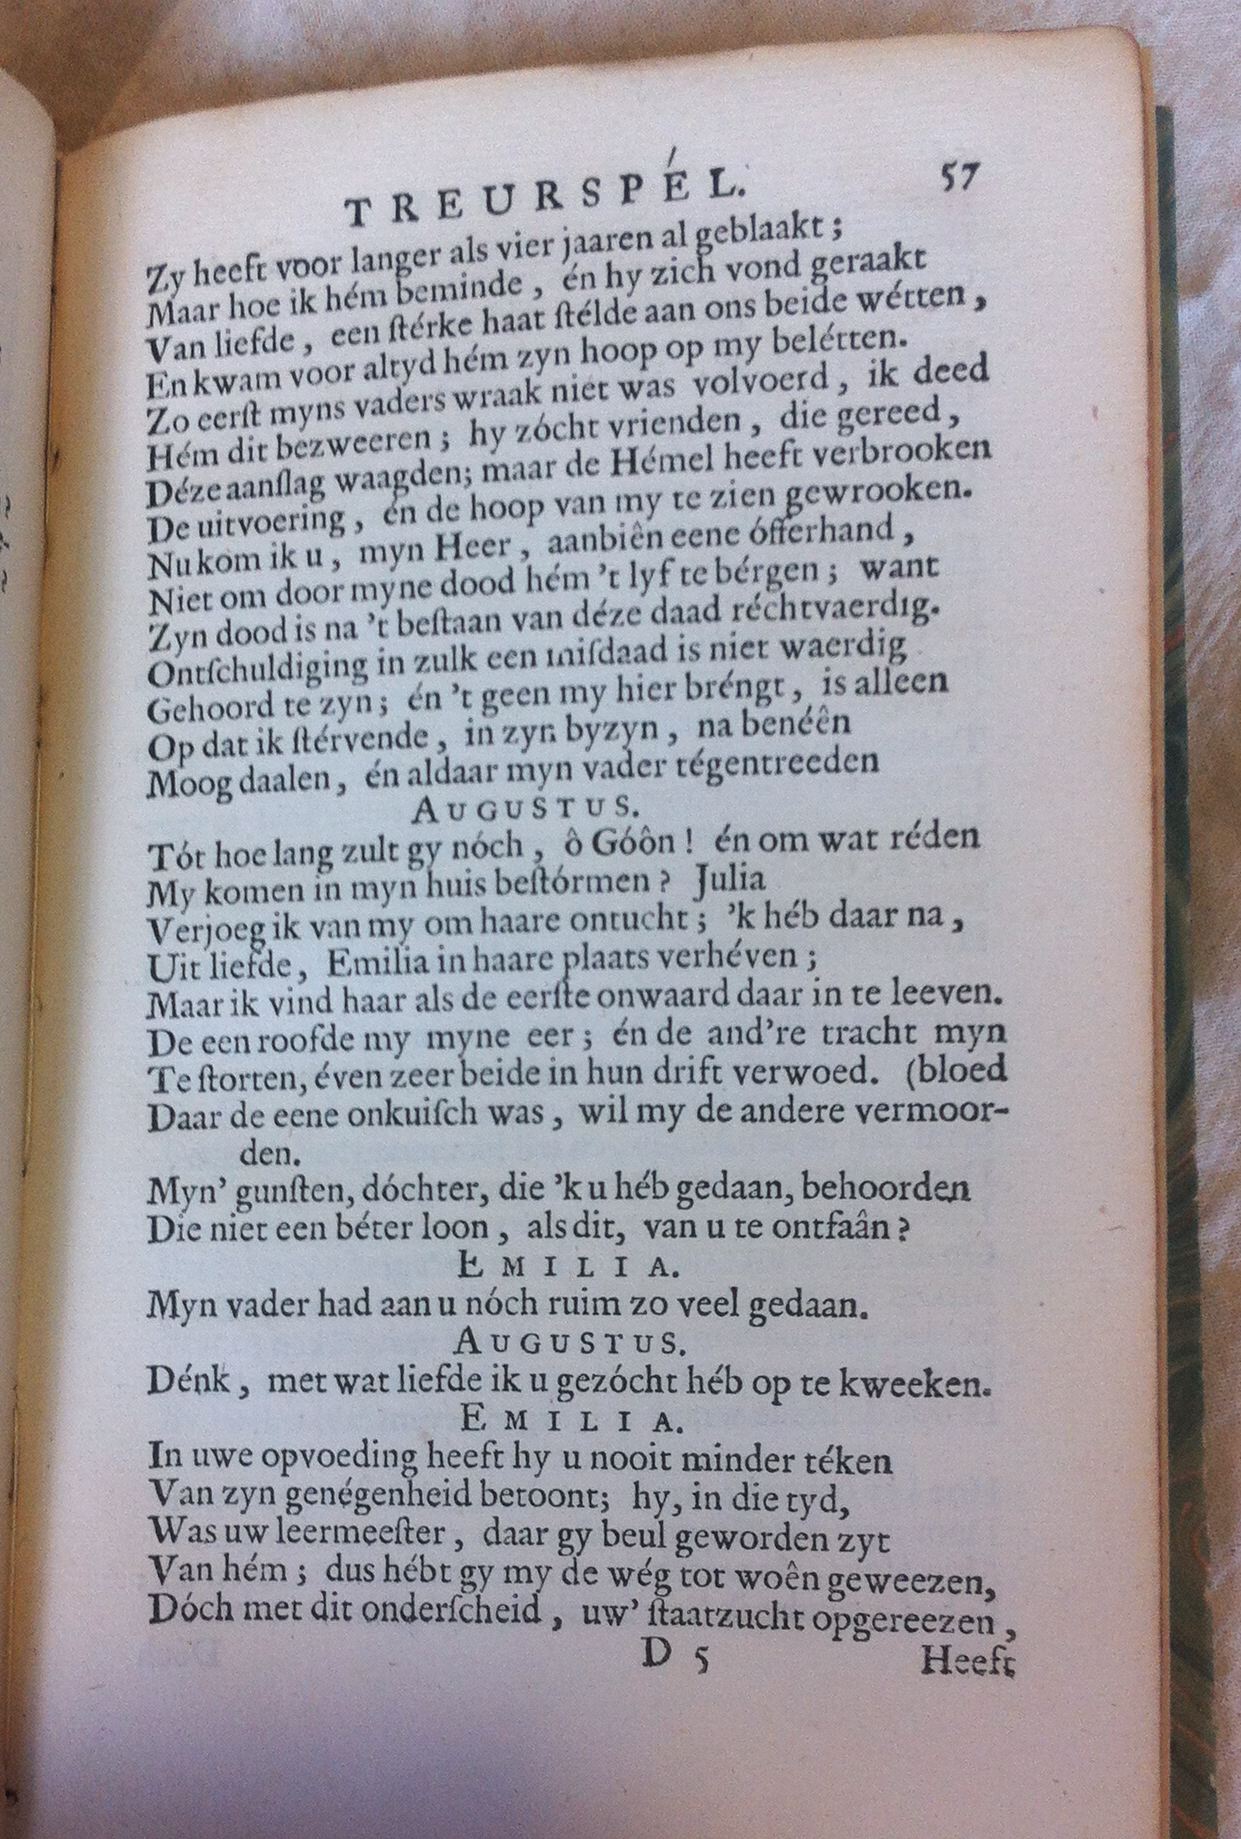 TREURSPÉL. 57
Zy heeft voor langer als vier jaaren al geblaakt;
Maar hoe ik hém beminde, én hy zich vond geraakt
Van liefde, een ſtérke haat ſtélde aan ons beide wétten,
En kwam voor altyd hém zyn hoop op my belétten.
Zo eerſt myns vaders wraak niet was volvoerd, ik deed
Hém dit bezweeren; hy zócht vrienden, die gereed,
Déze aanſlag waagden; maar de Hémel heeft verbrooken
De uitvoering, én de hoop van my te zien gewrooken.
Nu kom ik u, myn Heer, aanbiên eene ófferhand,
Niet om door myne dood hém 't lyf te bérgen; want
Zyn dood is na 't beſtaan van déze daad réchtvaerdig.
Ontſchuldiging in zulk een miſdaad is niet waerdig
Gehoord te zyn; én 't geen my hier bréngt, is alleen
Op dat ik ſtérvende, in zyn byzyn, na benéên
Moog daalen, én aldaar myn vader tégentreeden
AUGUSTUS.
Tót hoe lang zult gy nóch, ô Góôn! én om wat réden
My komen in myn huis beſtórmen? Julia
Verjoeg ik van my om haare ontucht; 'k héb daar na,
Uit liefde, Emilia in haare plaats verhéven;
Maar ik vind haar als de eerſte onwaard daar in te leeven.
De een roofde my myne eer; én de and're tracht myn
Te ſtorten, éven zeer beide in hun drift verwoed. (bloed
Daar de eene onkuiſch was, wil my de andere vermoor-
den.
Myn' gunſten, dóchter, die 'k u héb gedaan, behoorden
Die niet een béter loon, als dit, van u te ontfaân?
EMILIA.
Myn vader had aan u nóch ruim zo veel gedaan.
AUGUSTUS.
Dénk, met wat liefde ik u gezócht héb op te kweeken.
EMILIA.
In uwe opvoeding heeft hy u nooit minder téken
Van zyn genégenheid betoont; hy, in die tyd,
Was uw leermeeſter, daar gy beul geworden zyt
Van hém; dus hébt gy my de wég tot woên geweezen,
Dóch met dit onderſcheid, uw' ſtaatzucht opgereezen,
D 5 Heeft